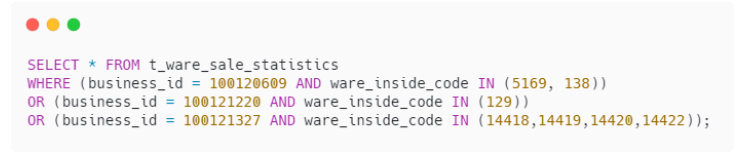 SELECT * FROM t_ware_sale_statistics
WHERE (business_id = 100120609 AND ware_inside_code IN (5169, 138))
OR (business_id = 100121220 AND ware_inside_code IN (129))
OR (business_id = 100121327 AND ware_inside_code IN (14418,14419,14420,14422));